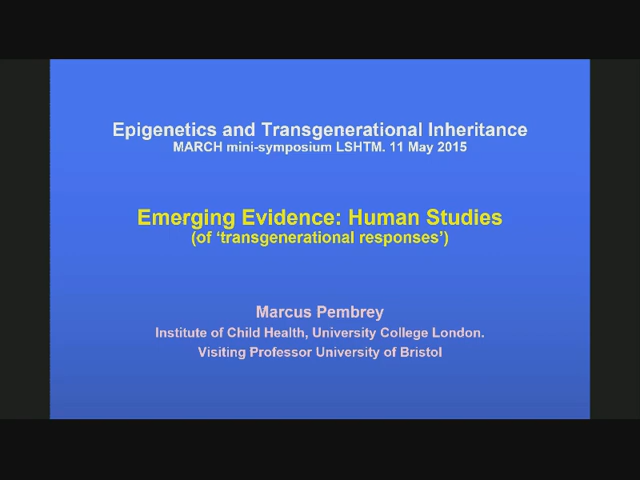 Epigenetics and Transgenerational Inheritance
MARCH mini-symposium LSHTM. 11 May 2015
Emerging Evidence: Human Studies
(of ‘transgenerational responses’)
Marcus Pembrey
Institute of Child Health, University College London.
Visiting Professor University of Bristol